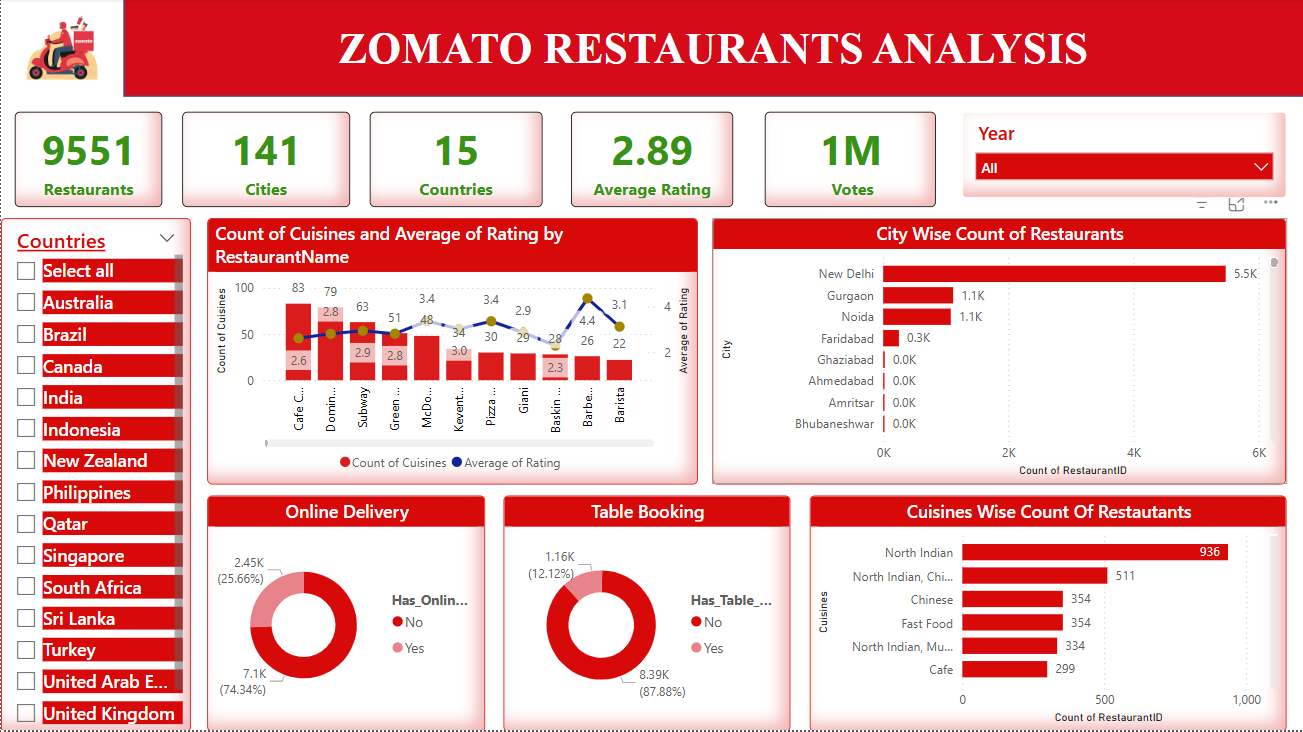 zomato
ZOMATO RESTAURANTS ANALYSIS
9551
Restaurants
141
Cities
15
Countries
2.89
Average Rating
1M
Votes
Year
All
Countries
Select all
Australia
Brazil
Canada
India
Indonesia
New Zealand
Philippines
Qatar
Singapore
South Africa
Sri Lanka
Turkey
United Arab E...
United Kingdom
Count of Cuisines and Average of Rating by
RestaurantName
Count of Cuisines
100
50
0
83
79
63
51
48
34
30
29
28
26
22
2.6
2.8
2.9
2.8
3.4
3.0
3.4
2.9
2.3
4.4
3.1
4
2
Average of Rating
Cafe C...
Domin...
Subway
Green ...
McDo...
Kevent...
Pizza ...
Giani
Baskin ...
Barbe...
Barista
Count of Cuisines
Average of Rating
City Wise Count of Restaurants
City
New Delhi 5.5K
Gurgaon 1.1K
Noida 1.1K
Faridabad 0.3K
Ghaziabad 0.0K
Ahmedabad 0.0K
Amritsar 0.0K
Bhubaneshwar 0.0K
0K 2K 4K 6K
Count of RestaurantID
Online Delivery
2.45K
(25.66%)
7.1K
(74.34%)
Has_Onlin...
No
Yes
Table Booking
1.16K
(12.12%)
8.39K
(87.88%)
Has_Table_...
No
Yes
Cuisines Wise Count Of Restautants
Cuisines
North Indian 936
North Indian, Chi... 511
Chinese 354
Fast Food 354
North Indian, Mu... 334
Cafe 299
0 500 1,000
Count of RestaurantID